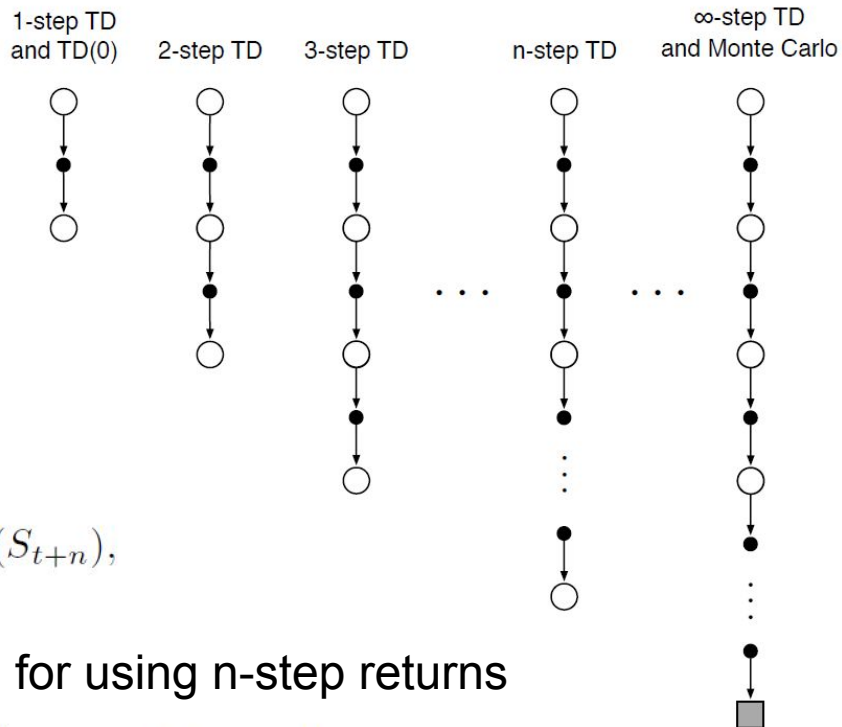 1-step TD
and TD(0)
2-step TD
3-step TD
n-step TD
∞-step TD
and Monte Carlo
· · ·
· · ·
(S_{t+n}),
for using n-step returns